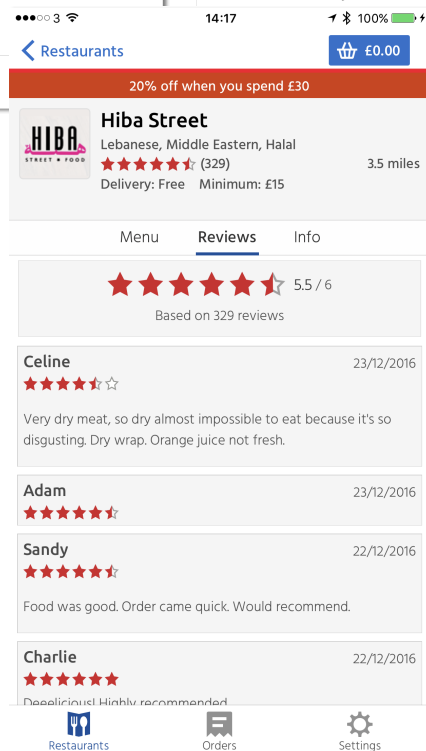 3 14:17 100%
Restaurants £0.00
20% off when you spend £30
HIBA
STREET FOOD
Hiba Street
Lebanese, Middle Eastern, Halal
(329) 3.5 miles
Delivery: Free Minimum: £15
Menu Reviews Info
5.5 / 6
Based on 329 reviews
Celine 23/12/2016
Very dry meat, so dry almost impossible to eat because it's so
disgusting. Dry wrap. Orange juice not fresh.
Adam 23/12/2016
Sandy 22/12/2016
Food was good. Order came quick. Would recommend.
Charlie 22/12/2016
Deeelicious! Highly recommended
Restaurants Orders Settings